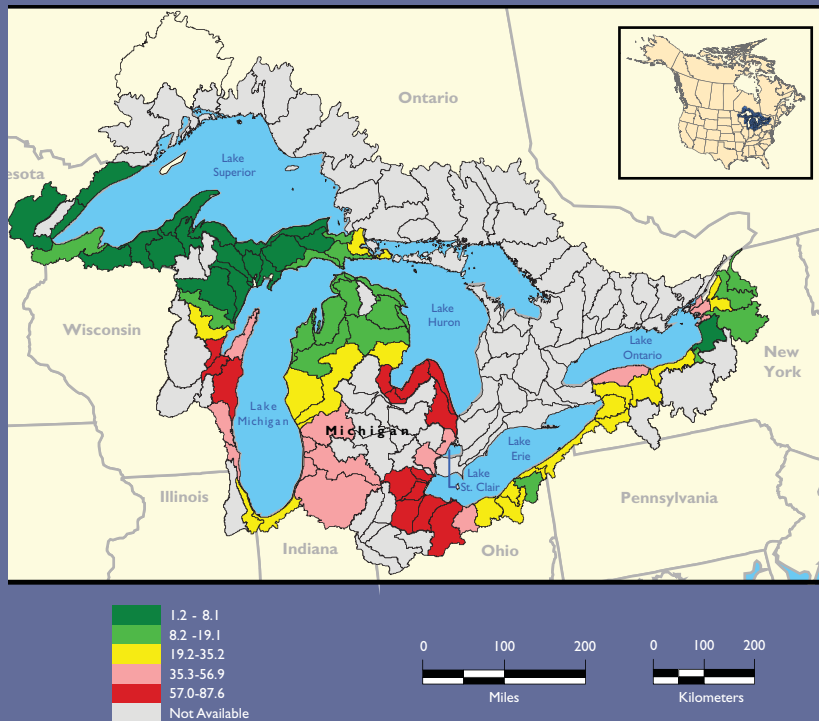 Ontario
Lake
Superior
esota
Wisconsin
Lake
Huron
Lake
Ontario
New
York
Lake
Michigan
Michigan
Lake
Erie
Lake
St. Clair
Illinois
Pennsylvania
Indiana
Ohio
1.2 - 8.1
8.2 -19.1
19.2-35.2
35.3-56.9
57.0-87.6
Not Available
0 100 200
Miles
0 100 200
Kilometers